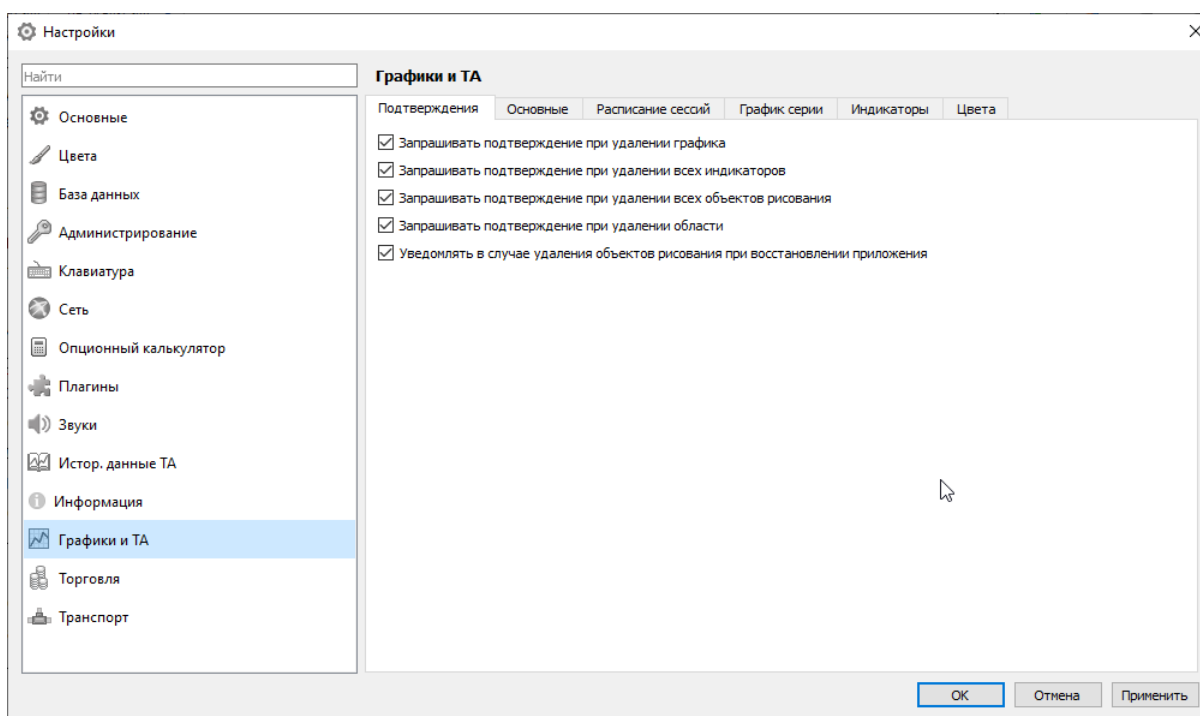 Настройки
Найти
Основные
Цвета
База данных
Администрирование
Клавиатура
Сеть
Опционный калькулятор
Плагины
Звуки
Истор. данные ТА
Информация
Графики и ТА
Торговля
Транспорт
Графики и ТА
Подтверждения Основные Расписание сессий График серии Индикаторы Цвета
Запрашивать подтверждение при удалении графика
Запрашивать подтверждение при удалении всех индикаторов
Запрашивать подтверждение при удалении всех объектов рисования
Запрашивать подтверждение при удалении области
Уведомлять в случае удаления объектов рисования при восстановлении приложения
ОК Отмена Применить